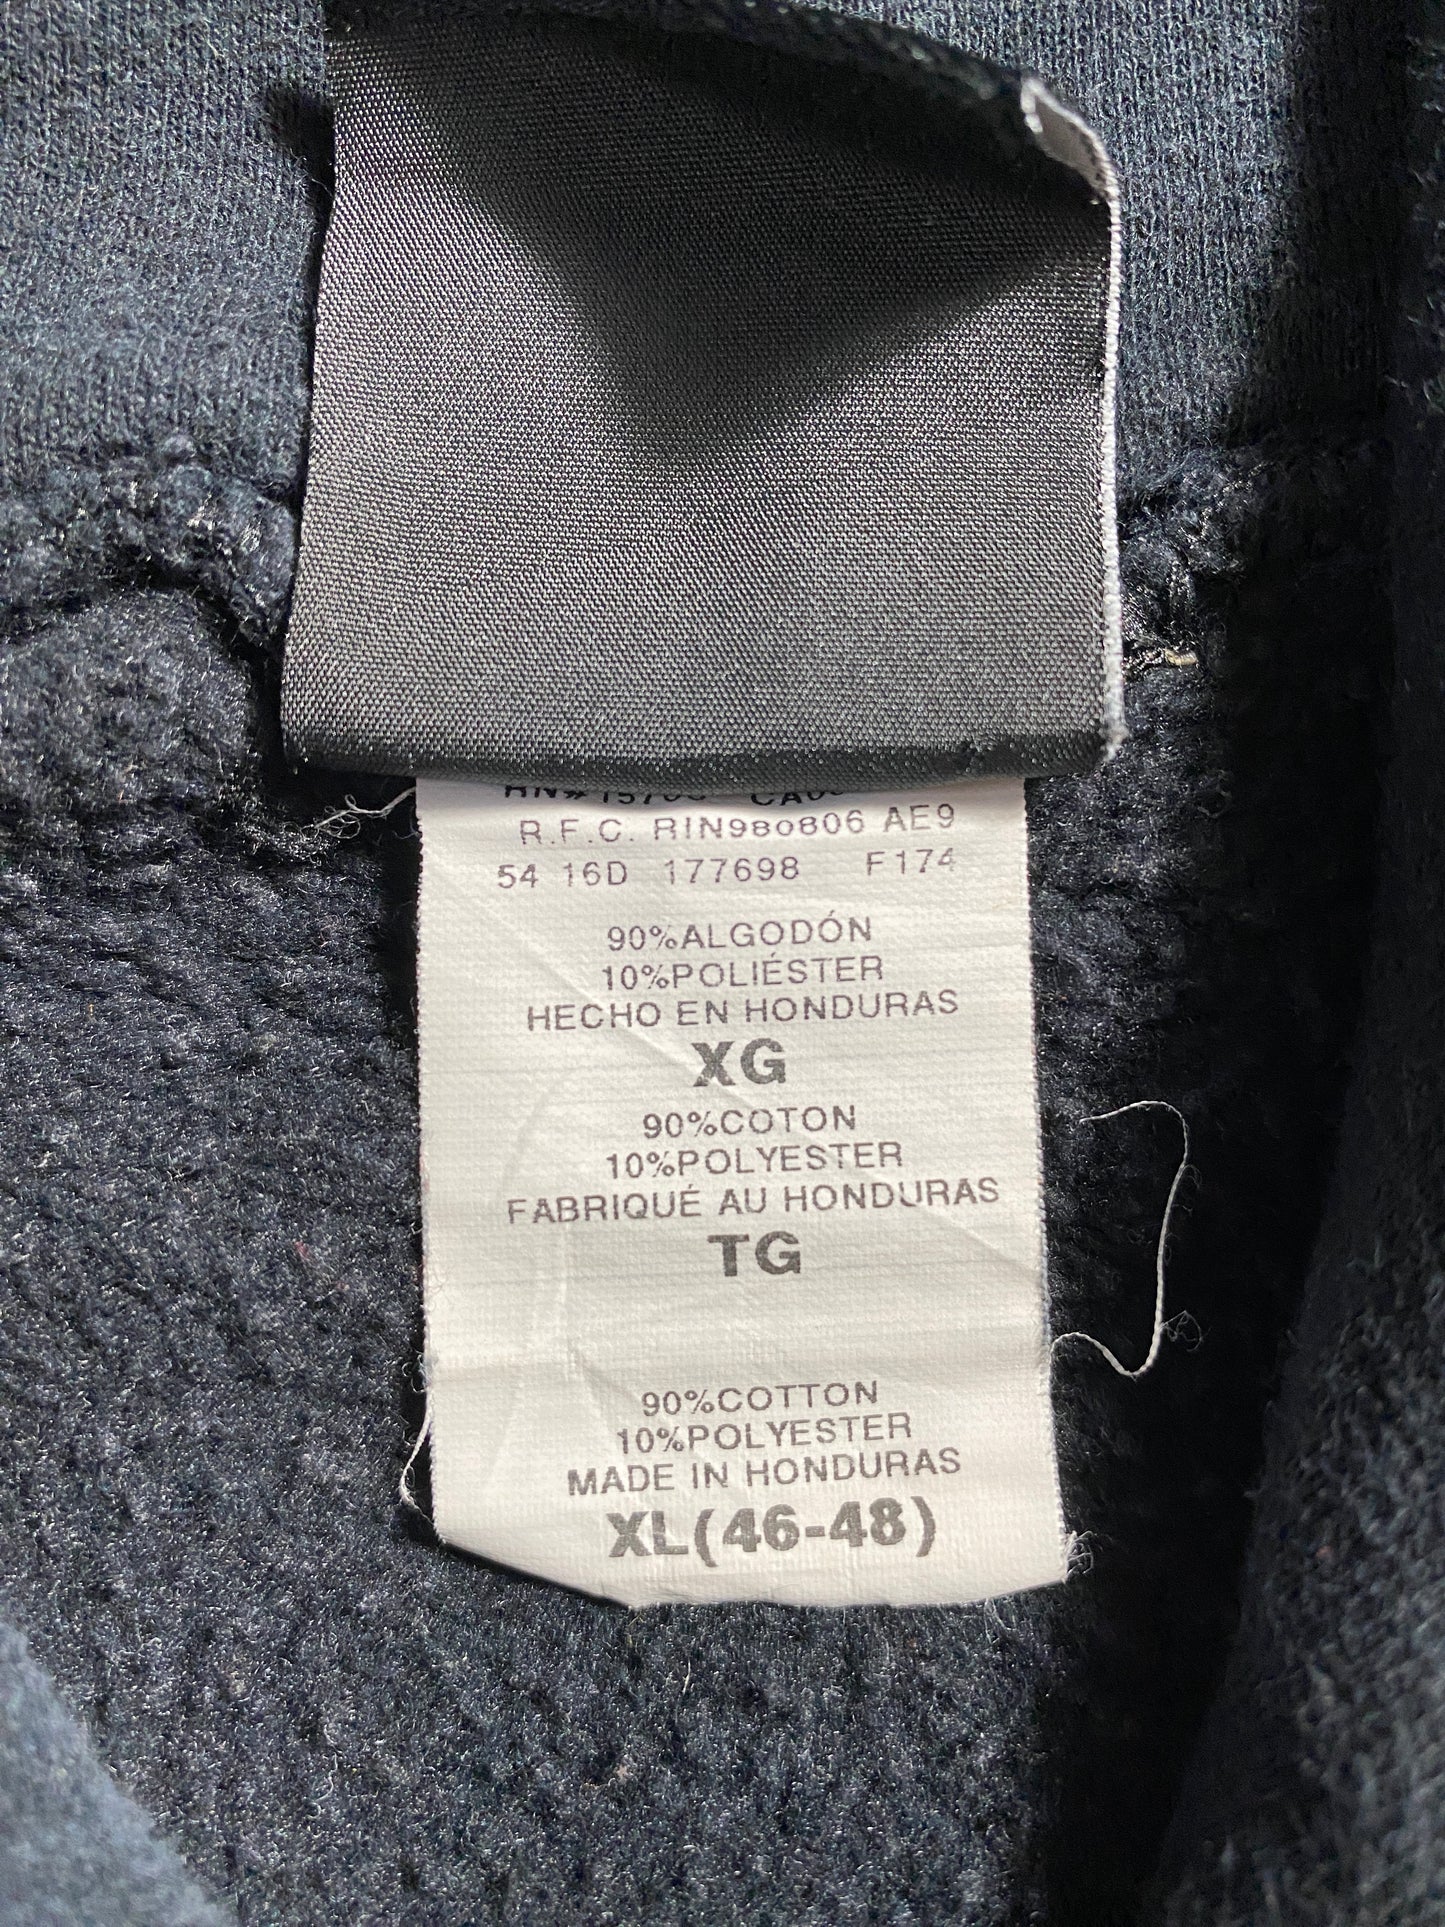 R.F.C. RIN980806 AE9
54 16D 177698 F174
90%ALGODÓN
10%POLIÉSTER
HECHO EN HONDURAS
XG
90%COTON
10%POLYESTER
FABRIQUÉ AU HONDURAS
TG
90%COTTON
10%POLYESTER
MADE IN HONDURAS
XL(46-48)